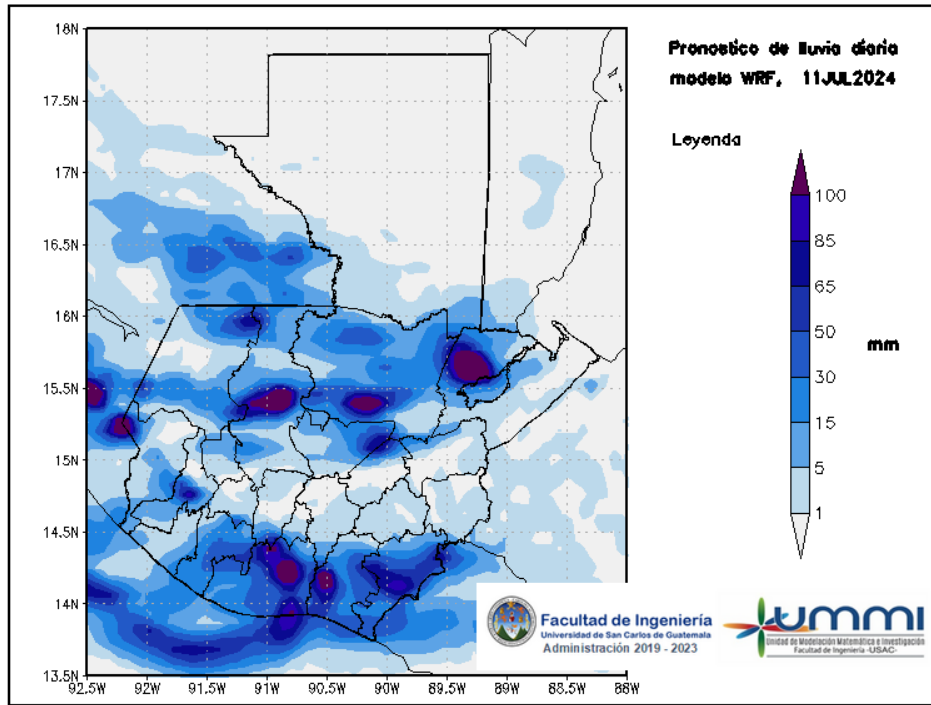 Pronostico de lluvia diaria
modelo WRF, 11JUL2024
Leyenda
100
85
65
50
30
15
5
1
mm
18N
17.5N
17N
16.5N
16N
15.5N
15N
14.5N
14N
13.5N
92.5W
92W
91.5W
91W
90.5W
90W
89.5W
89W
88.5W
88W
Facultad de Ingeniería
Universidad de San Carlos de Guatemala
Administración 2019 - 2023
UMMI
Unidad de Modelación Matemática e Investigación
Facultad de Ingeniería -USAC-